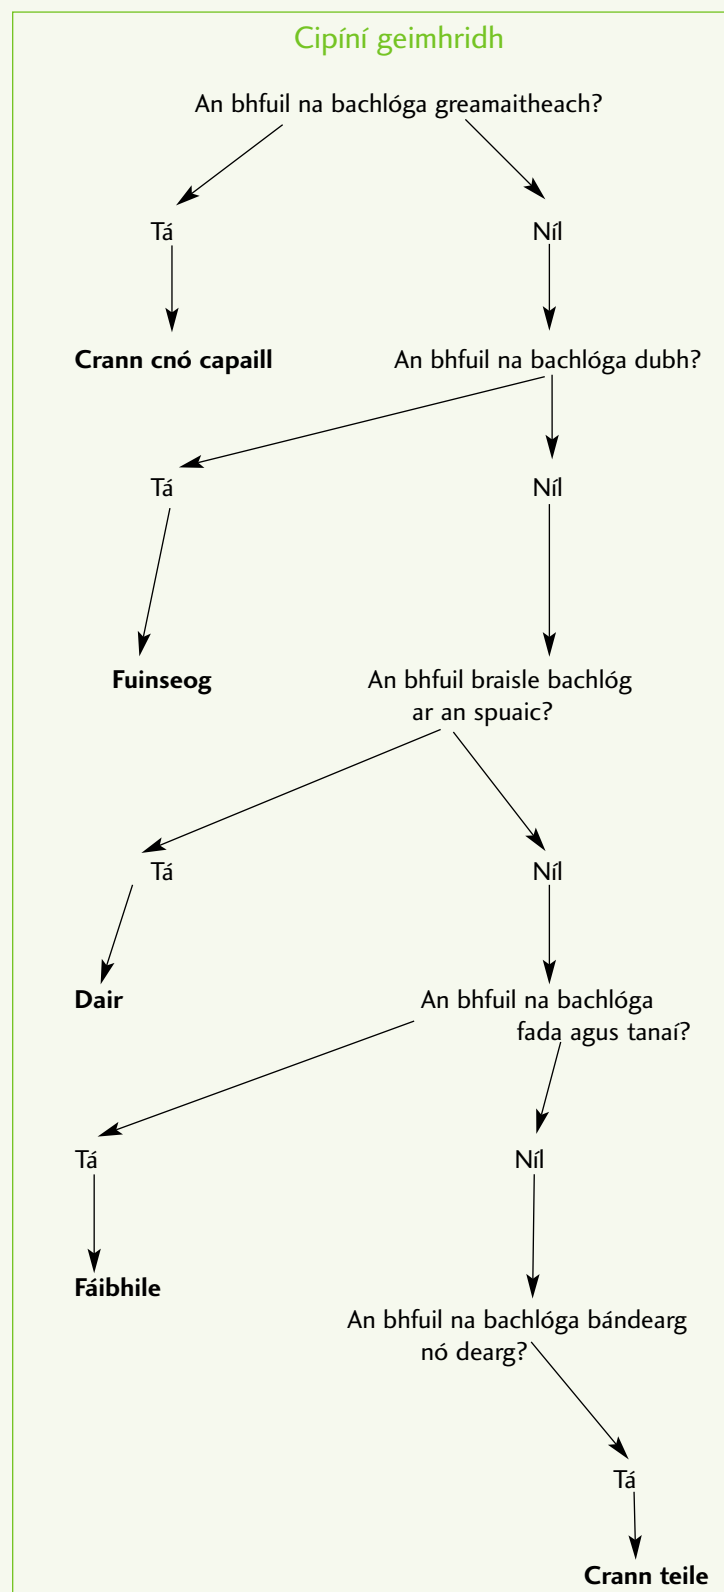 Cipíní geimhridh
An bhfuil na bachlóga greamaitheach?
Tá
Níl
Crann cnó capaill
An bhfuil na bachlóga dubh?
Tá
Níl
Fuinseog
An bhfuil braisle bachlóg
ar an spuaic?
Tá
Níl
Dair
An bhfuil na bachlóga
fada agus tanaí?
Tá
Níl
Fáibhile
An bhfuil na bachlóga bándearg
nó dearg?
Tá
Crann teile